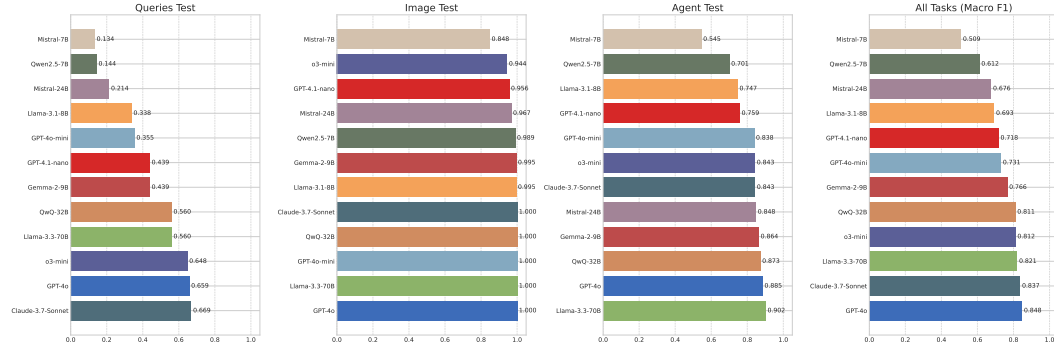 Queries Test
Mistral-7B 0.134
Qwen2.5-7B 0.144
Mistral-24B 0.214
Llama-3.1-8B 0.338
GPT-4o-mini 0.355
GPT-4.1-nano 0.439
Gemma-2-9B 0.439
QwQ-32B 0.560
Llama-3.3-70B 0.560
o3-mini 0.648
GPT-4o 0.659
Claude-3.7-Sonnet 0.669
0.0 0.2 0.4 0.6 0.8 1.0
Image Test
Mistral-7B 0.848
o3-mini 0.944
GPT-4.1-nano 0.956
Mistral-24B 0.967
Qwen2.5-7B 0.989
Gemma-2-9B 0.995
Llama-3.1-8B 0.995
Claude-3.7-Sonnet 1.000
QwQ-32B 1.000
GPT-4o-mini 1.000
Llama-3.3-70B 1.000
GPT-4o 1.000
0.0 0.2 0.4 0.6 0.8 1.0
Agent Test
Mistral-7B 0.545
Qwen2.5-7B 0.701
Llama-3.1-8B 0.747
GPT-4.1-nano 0.759
GPT-4o-mini 0.838
o3-mini 0.843
Claude-3.7-Sonnet 0.843
Mistral-24B 0.848
Gemma-2-9B 0.864
QwQ-32B 0.873
GPT-4o 0.885
Llama-3.3-70B 0.902
0.0 0.2 0.4 0.6 0.8 1.0
All Tasks (Macro F1)
Mistral-7B 0.509
Qwen2.5-7B 0.612
Mistral-24B 0.676
Llama-3.1-8B 0.693
GPT-4.1-nano 0.718
GPT-4o-mini 0.731
Gemma-2-9B 0.766
QwQ-32B 0.811
o3-mini 0.812
Llama-3.3-70B 0.821
Claude-3.7-Sonnet 0.837
GPT-4o 0.848
0.0 0.2 0.4 0.6 0.8 1.0